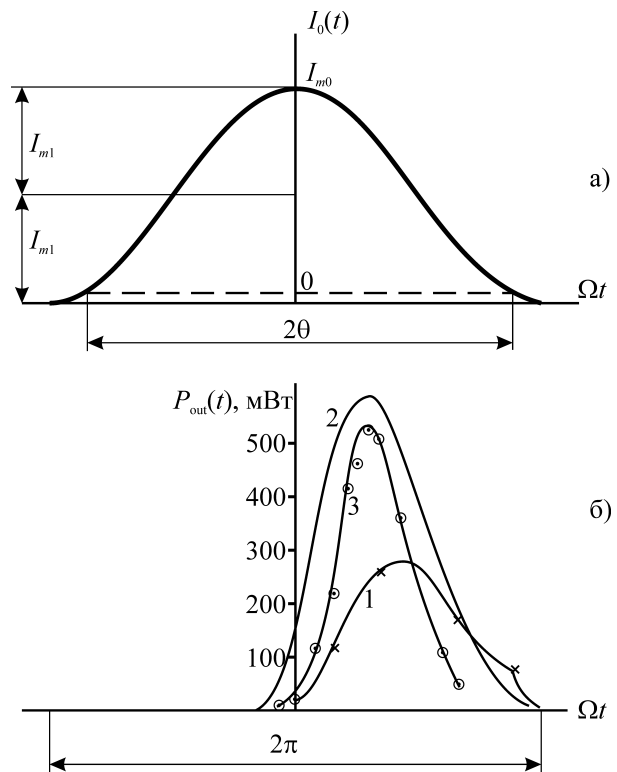 I₀(t)
Iₘ₀
Iₘ₁
а)
Iₘ₁
0
Ωt
2θ
Pₒᵤₜ(t), мВт
2
500
400
3
б)
300
200
1
100
Ωt
2π